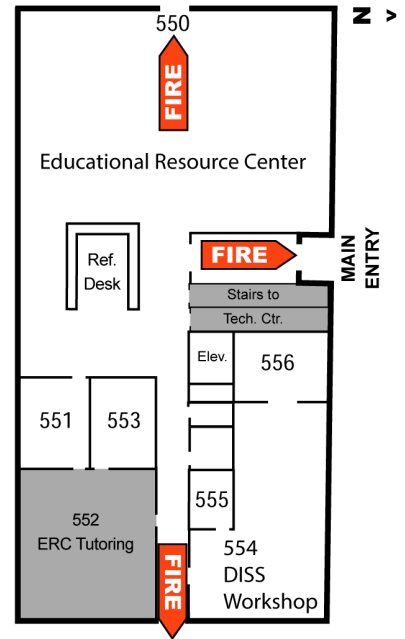 550
N
FIRE
Educational Resource Center
Ref.
Desk
FIRE
MAIN
ENTRY
Stairs to
Tech. Ctr.
Elev.
556
551
553
555
552
ERC Tutoring
554
DISS
Workshop
FIRE